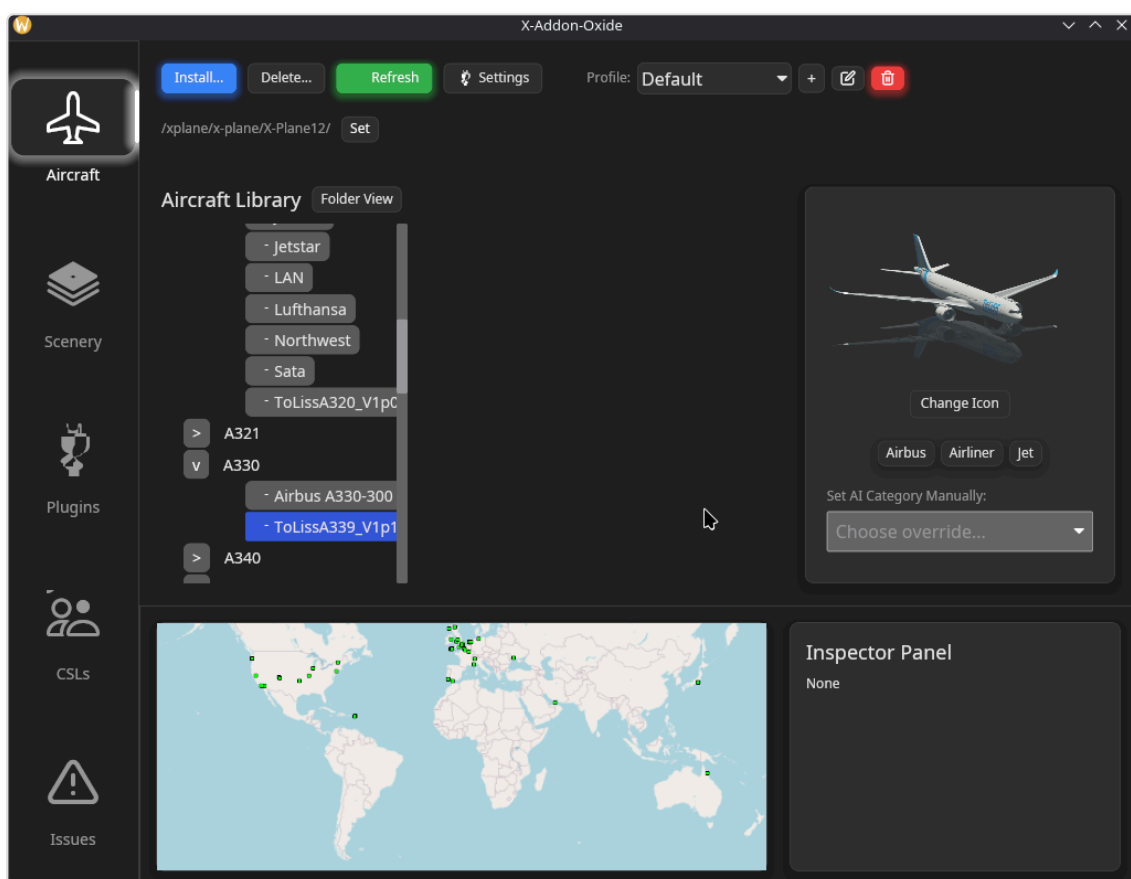 X-Addon-Oxide
Install... Delete... Refresh Settings Profile: Default +
/xplane/x-plane/X-Plane12/ Set
Aircraft
Scenery
Plugins
CSLs
Issues
Aircraft Library Folder View
- Jetstar
- LAN
- Lufthansa
- Northwest
- Sata
- ToLissA320_V1p0
> A321
v A330
- Airbus A330-300
- ToLissA339_V1p1
> A340
Change Icon
Airbus Airliner Jet
Set AI Category Manually:
Choose override...
Inspector Panel
None